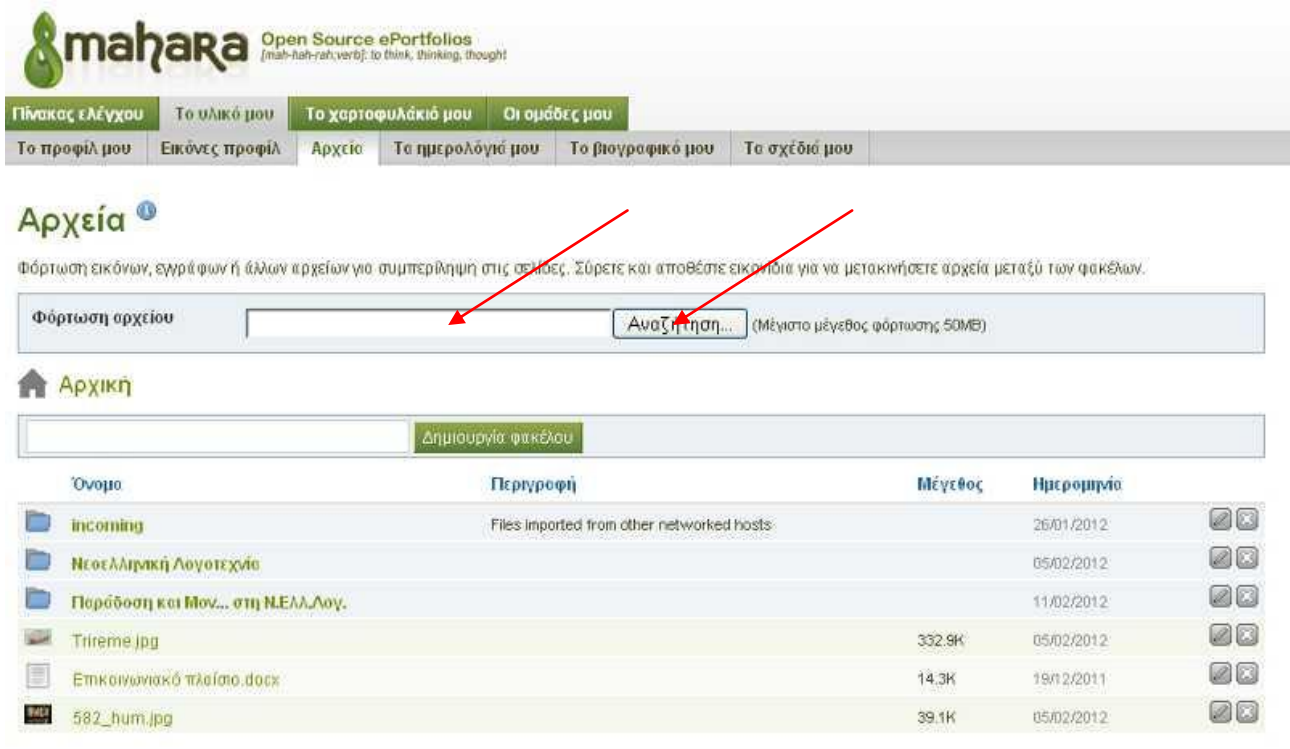 mahara Open Source ePortfolios
[mah-hah-rah;verb]: to think, thinking, thought
Πίνακας ελέγχου Το υλικό μου Το χαρτοφυλάκιό μου Οι ομάδες μου
Το προφίλ μου Εικόνες προφίλ Αρχεία Τα ημερολόγιά μου Το βιογραφικό μου Τα σχέδιά μου
Αρχεία
Φόρτωση εικόνων, εγγράφων ή άλλων αρχείων για συμπερίληψη στις σελίδες. Σύρετε και αποθέστε εικονίδια για να μετακινήσετε αρχεία μεταξύ των φακέλων.
Φόρτωση αρχείου Αναζήτηση... (Μέγιστο μέγεθος φόρτωσης 50MB)
Αρχική
Δημιουργία φακέλου
Όνομα Περιγραφή Μέγεθος Ημερομηνία
incoming Files imported from other networked hosts 26/01/2012
Νεοελληνική Λογοτεχνία 05/02/2012
Παράδοση και Μον... στη Ν.Ελλ.Λογ. 11/02/2012
Trireme.jpg 332.9K 05/02/2012
Επικοινωνιακό πλαίσιο.docx 14.3K 19/12/2011
582_hum.jpg 39.1K 05/02/2012